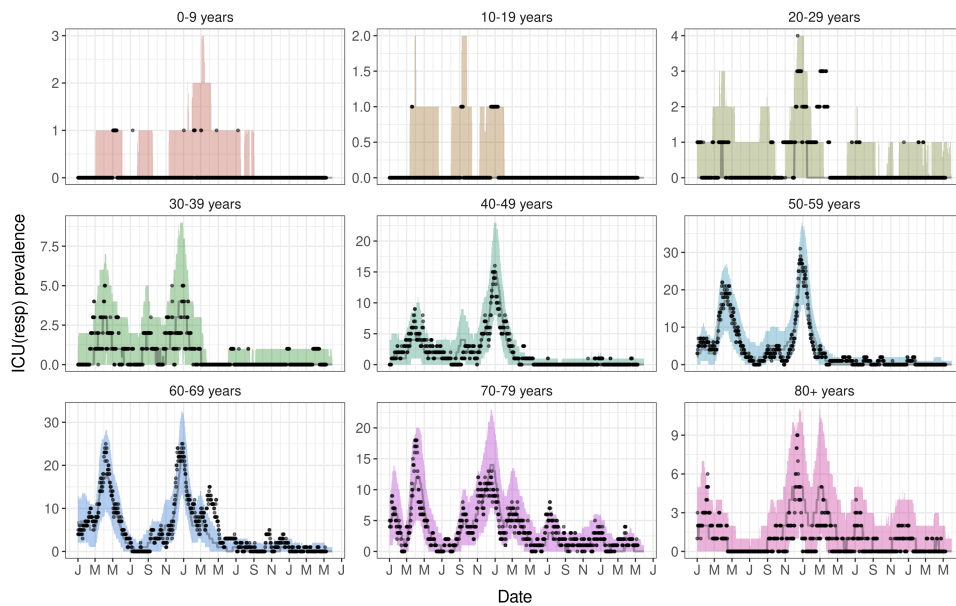 0-9 years
10-19 years
20-29 years
3
2
1
0
2.0
1.5
1.0
0.5
0.0
4
3
2
1
0
30-39 years
40-49 years
50-59 years
ICU(resp) prevalence
7.5
5.0
2.5
0.0
20
15
10
5
0
30
20
10
0
60-69 years
70-79 years
80+ years
30
20
10
0
25
20
15
10
5
0
9
6
3
0
J M M J S N J M M J S N J M M J
J M M J S N J M M J S N J M M J
J M M J S N J M M J S N J M M J
Date